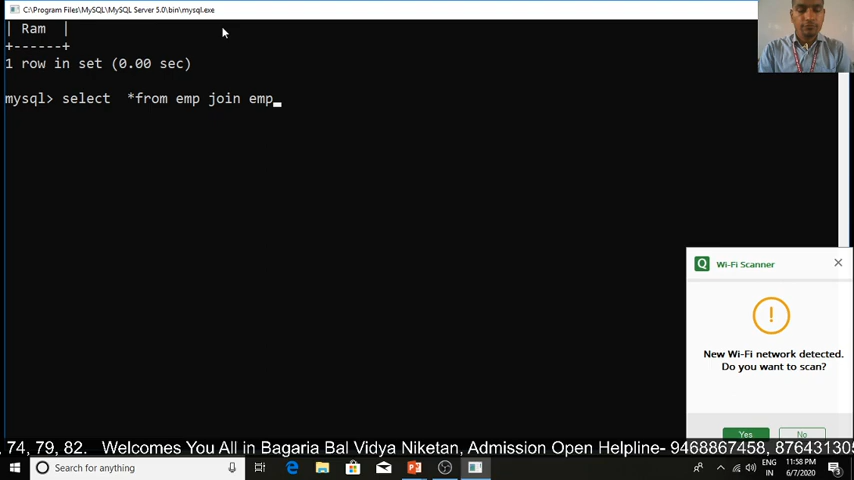 C:\Program Files\MySQL\MySQL Server 5.0\bin\mysql.exe
| Ram  |
+------+
1 row in set (0.00 sec)
mysql> select  *from emp join emp_
Q Wi-Fi Scanner
New Wi-Fi network detected.
Do you want to scan?
Yes No
, 74, 79, 82. Welcomes You All in Bagaria Bal Vidya Niketan, Admission Open Helpline- 9468867458, 876431305
Search for anything
ENG
IN
11:58 PM
6/7/2020
3